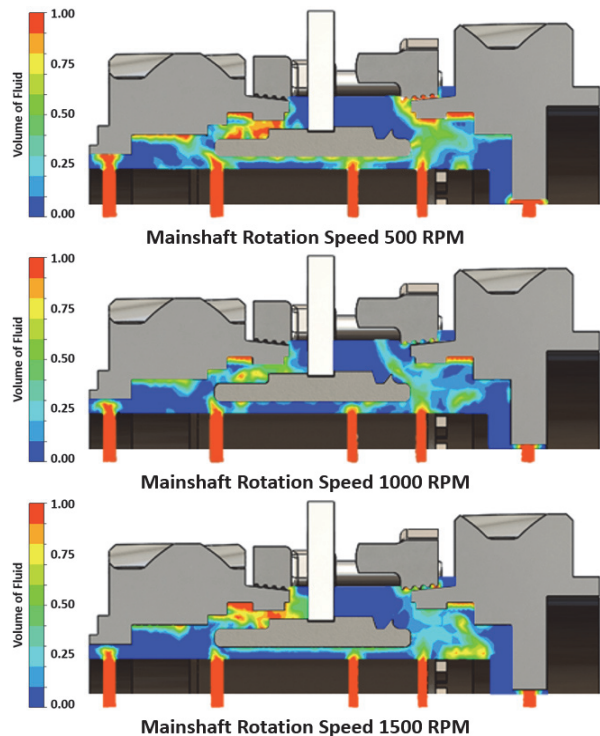 1.00
0.75
0.50
0.25
0.00
Volume of Fluid
Mainshaft Rotation Speed 500 RPM
1.00
0.75
0.50
0.25
0.00
Volume of Fluid
Mainshaft Rotation Speed 1000 RPM
1.00
0.75
0.50
0.25
0.00
Volume of Fluid
Mainshaft Rotation Speed 1500 RPM